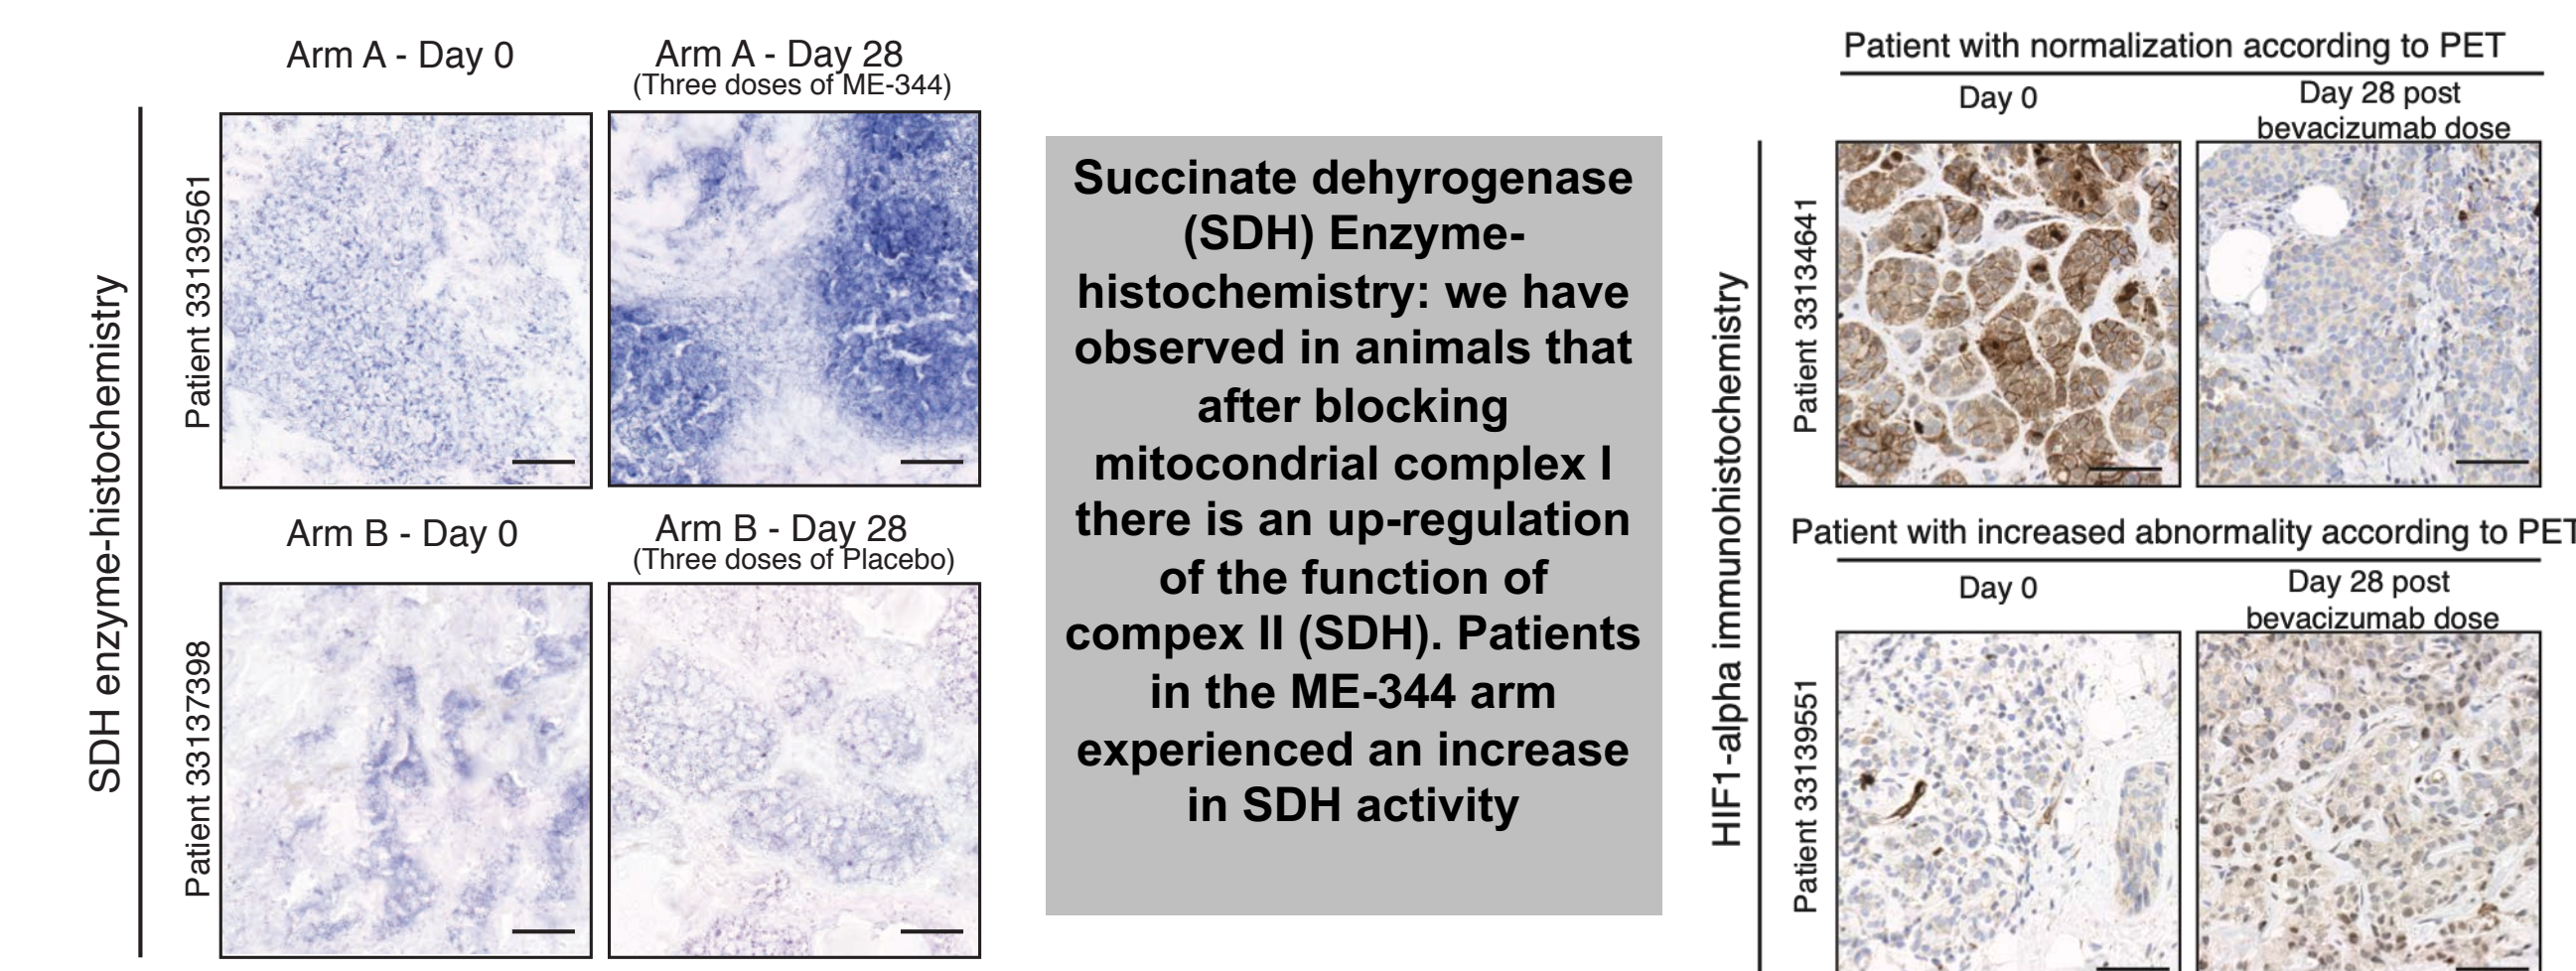 Arm A - Day 0
Arm A - Day 28
(Three doses of ME-344)
SDH enzyme-histochemistry
Patient 33139561
Arm B - Day 0
Arm B - Day 28
(Three doses of Placebo)
Patient 33137398
Succinate dehyrogenase
(SDH) Enzyme-
histochemistry: we have
observed in animals that
after blocking
mitocondrial complex I
there is an up-regulation
of the function of
compex II (SDH). Patients
in the ME-344 arm
experienced an increase
in SDH activity
Patient with normalization according to PET
Day 0
Day 28 post
bevacizumab dose
HIF1-alpha immunohistochemistry
Patient 33134641
Patient with increased abnormality according to PET
Day 0
Day 28 post
bevacizumab dose
Patient 33139551